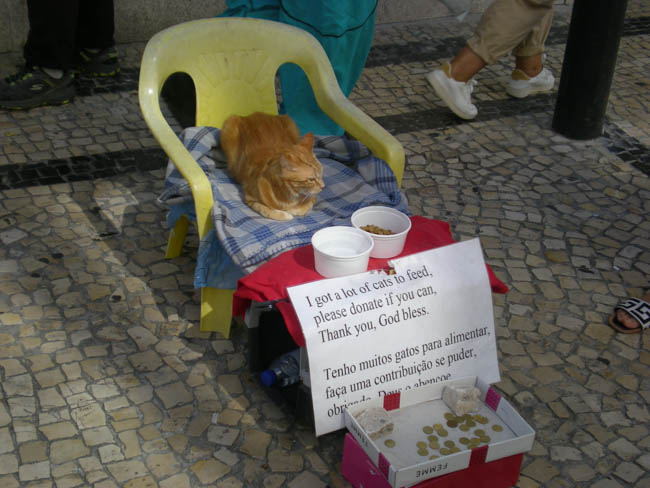 I got a lot of cats to feed,
please donate if you can,
Thank you, God bless.
Tenho muitos gatos para alimentar,
faça uma contribuição se puder,
obrigado. Deus o abençoe.
FEMME